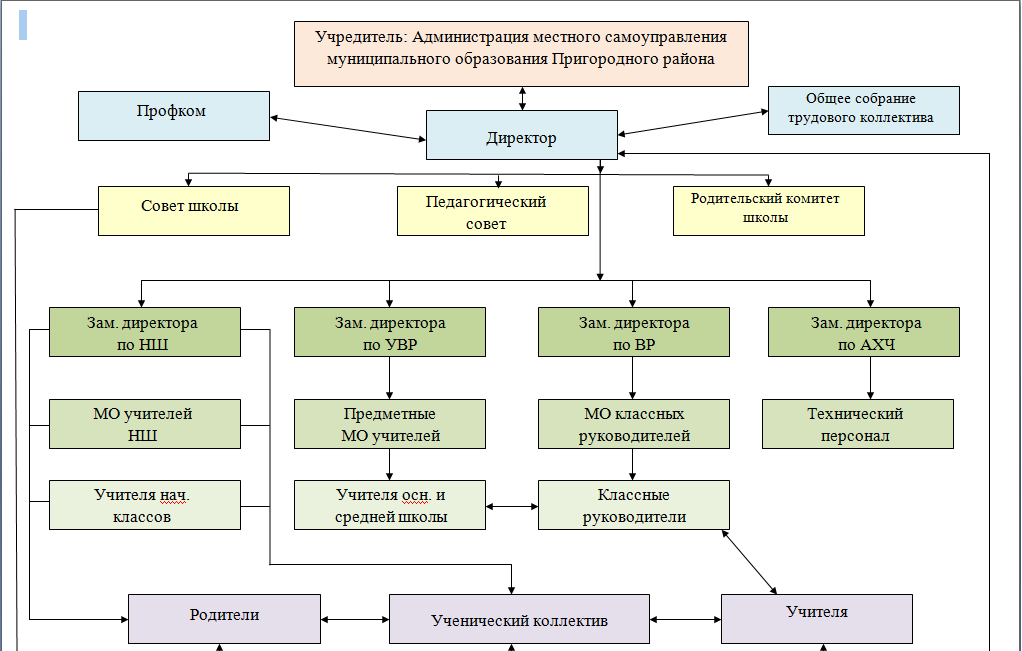 Учредитель: Администрация местного самоуправления
муниципального образования Пригородного района
Профком
Общее собрание
трудового коллектива
Директор
Совет школы
Педагогический
совет
Родительский комитет
школы
Зам. директора
по НШ
Зам. директора
по УВР
Зам. директора
по ВР
Зам. директора
по АХЧ
МО учителей
НШ
Предметные
МО учителей
МО классных
руководителей
Технический
персонал
Учителя нач.
классов
Учителя осн. и
средней школы
Классные
руководители
Родители
Ученический коллектив
Учителя